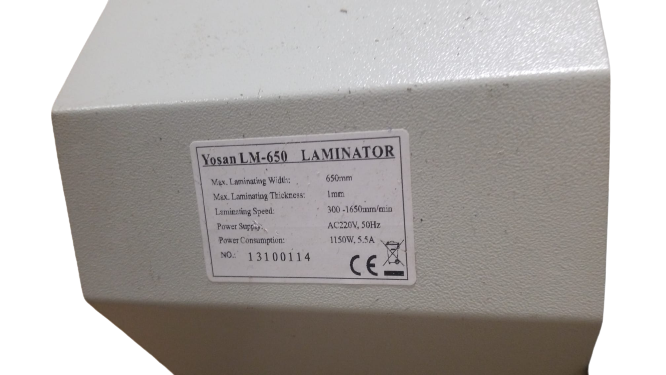 Yosan LM-650 LAMINATOR
Max. Laminating Width: 650mm
Max. Laminating Thickness: 1mm
Laminating Speed: 300 -1650mm/min
Power Supply: AC220V, 50Hz
Power Consumption: 1150W, 5.5A
NO.: 13100114
CE